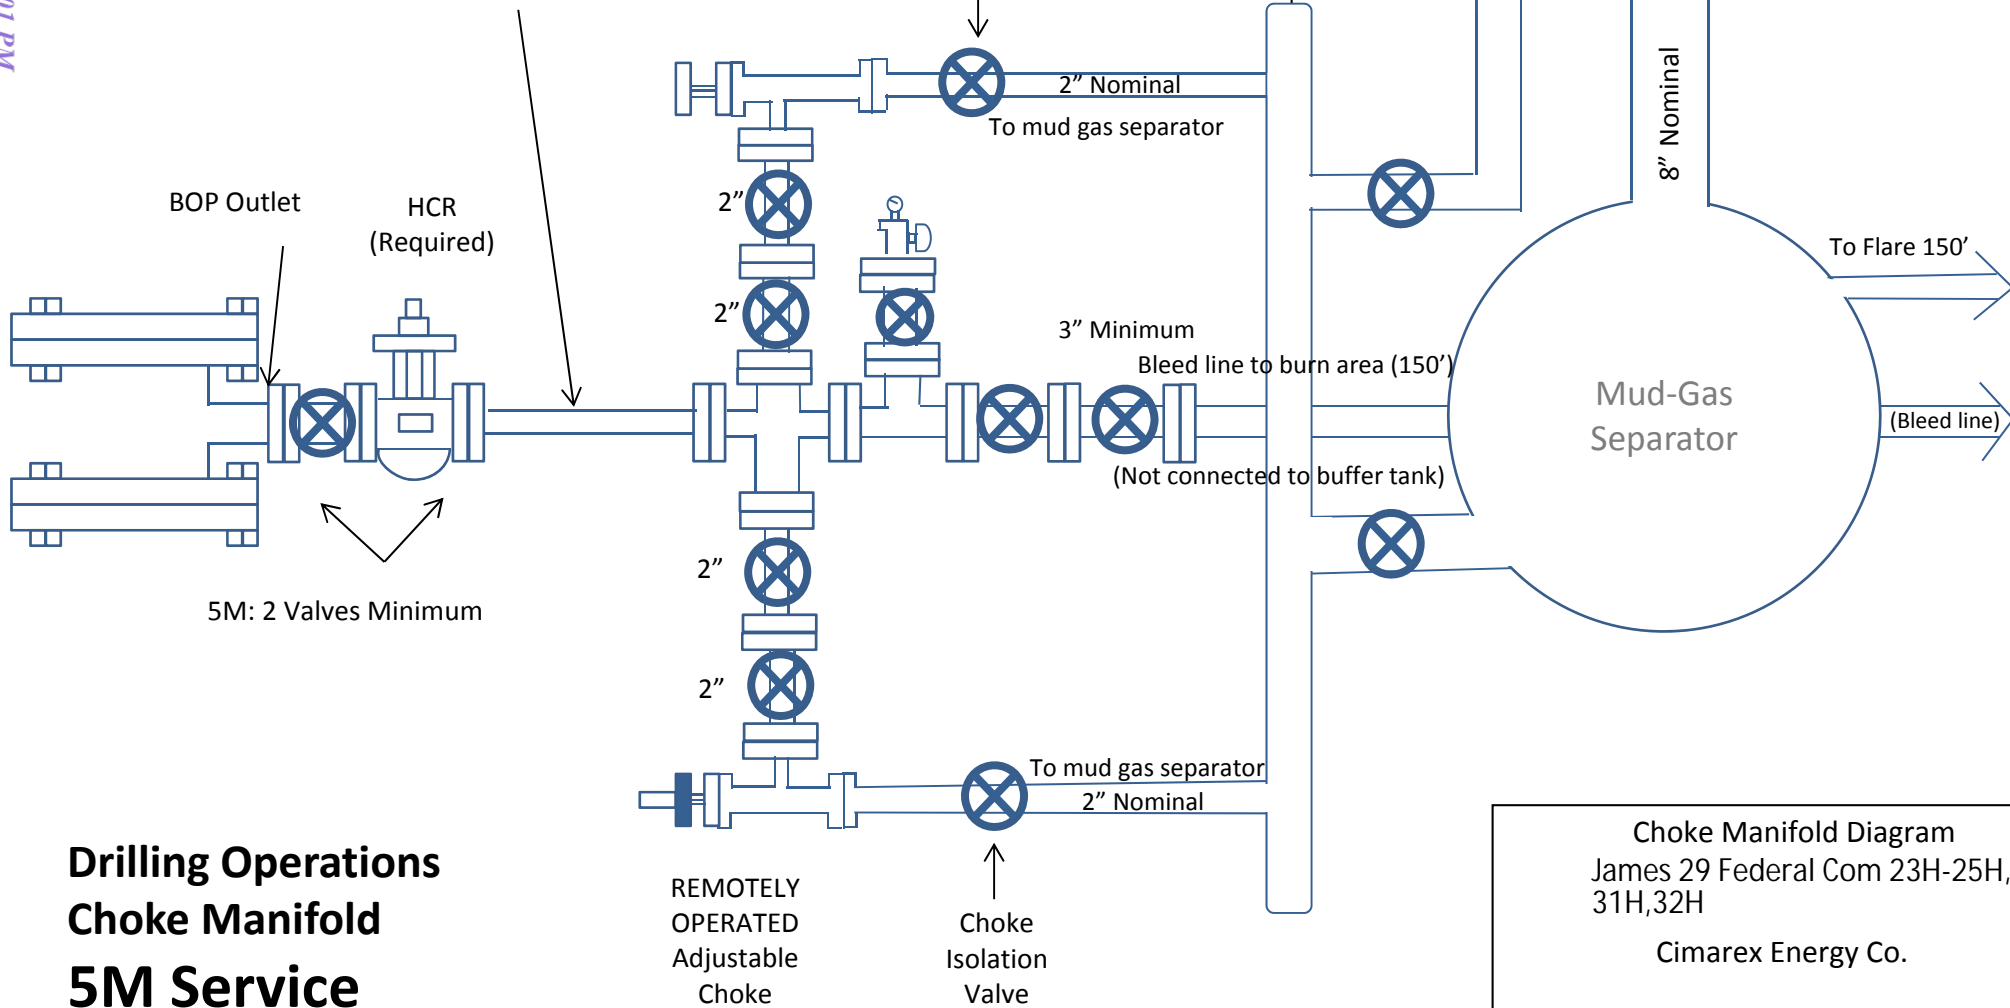 01 PM
2” Nominal
To mud gas separator
8” Nominal
BOP Outlet
HCR
(Required)
2”
2”
To Flare 150’
3” Minimum
Bleed line to burn area (150’)
Mud-Gas
Separator
(Bleed line)
(Not connected to buffer tank)
2”
5M: 2 Valves Minimum
2”
To mud gas separator
2” Nominal
Drilling Operations
Choke Manifold
5M Service
REMOTELY
OPERATED
Adjustable
Choke
Choke
Isolation
Valve
Choke Manifold Diagram
James 29 Federal Com 23H-25H,
31H,32H
Cimarex Energy Co.